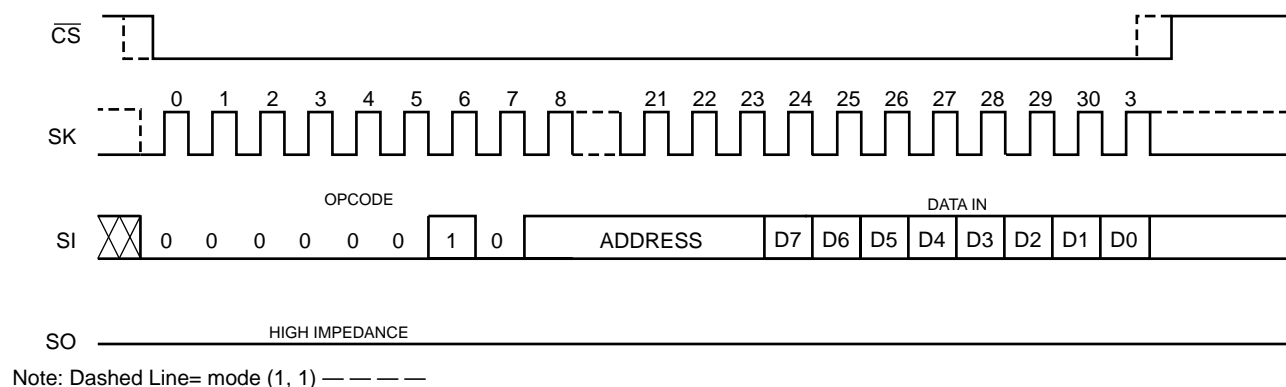 CS
0 1 2 3 4 5 6 7 8 21 22 23 24 25 26 27 28 29 30 3
SK
OPCODE DATA IN
SI 0 0 0 0 0 0 1 0 ADDRESS D7 D6 D5 D4 D3 D2 D1 D0
HIGH IMPEDANCE
SO
Note: Dashed Line= mode (1, 1) — — — —